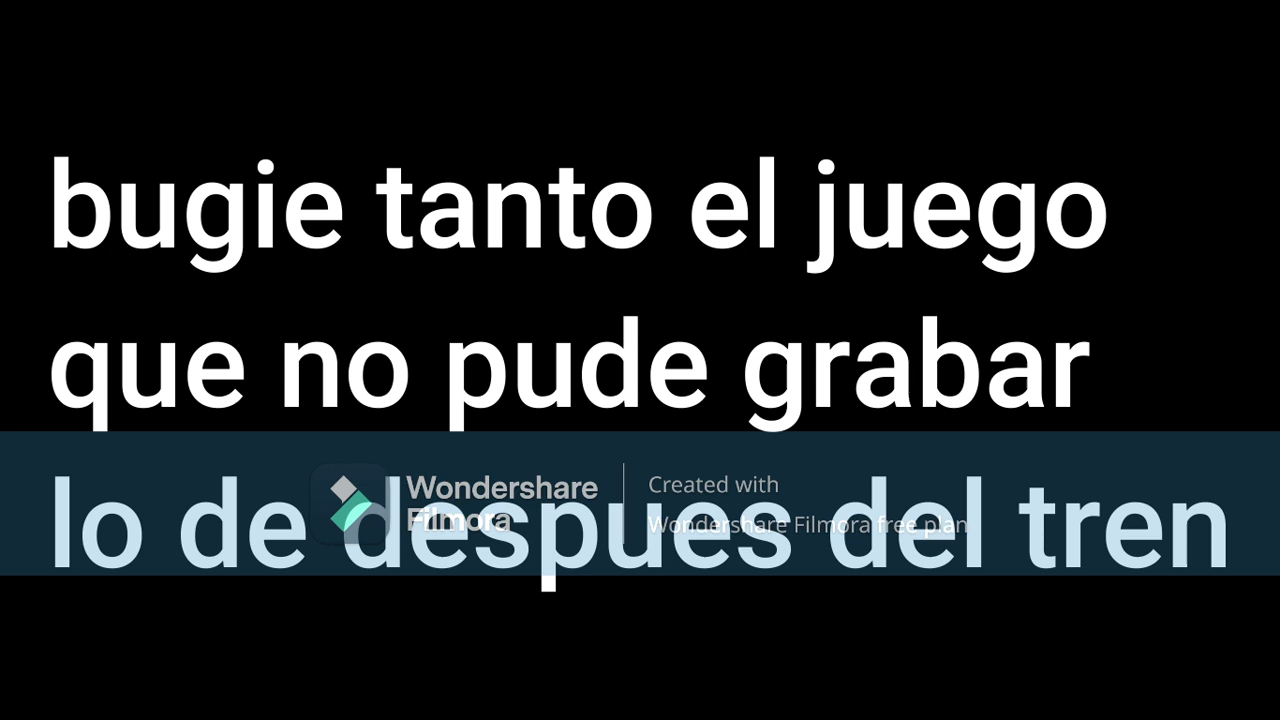 bugie tanto el juego
que no pude grabar
lo de despues del tren
Wondershare
Filmora
Created with
Wondershare Filmora free plan